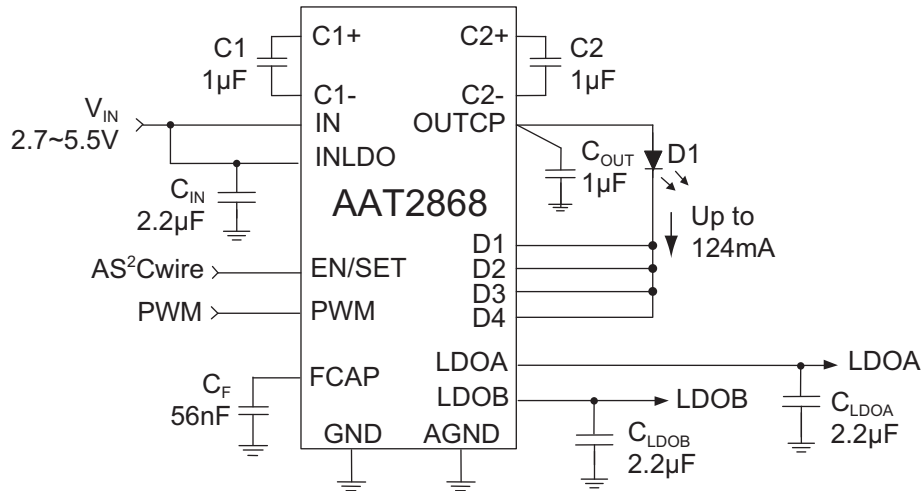 C1
1µF
C1+
C1-
C2+
C2-
C2
1µF
V_IN
2.7~5.5V
IN
INLDO
OUTCP
C_OUT
1µF
D1
C_IN
2.2µF
AAT2868
Up to
124mA
AS²Cwire
EN/SET
PWM
PWM
D1
D2
D3
D4
C_F
56nF
FCAP
LDOA
LDOB
LDOA
LDOB
C_LDOA
2.2µF
C_LDOB
2.2µF
GND
AGND